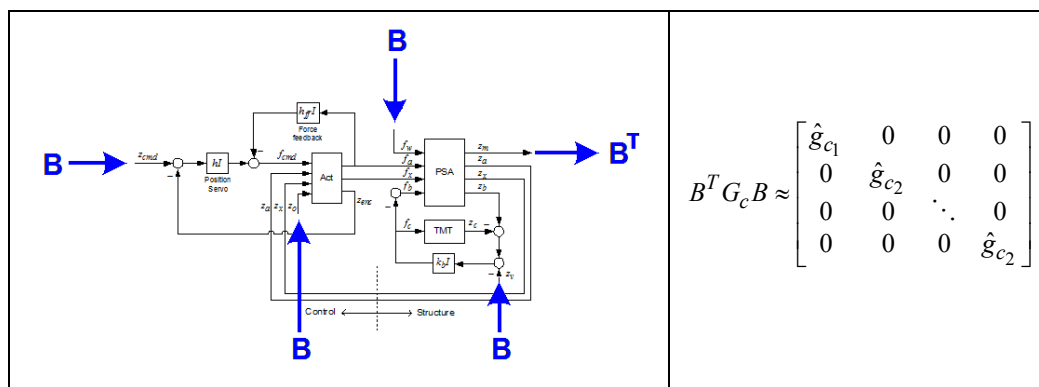 B
h_ff I
Force
feedback
B
z_cmd
hI
Position
Servo
f_cmd
Act
f_w
f_a
f_x
f_b
PSA
z_m
z_a
z_x
z_b
B^T
z_a z_x z_o
z_enc
f_c
TMT
z_c
k_b I
z_v
Control
Structure
B
B
B^T G_c B ≈
ĝ_c1 0 0 0
0 ĝ_c2 0 0
0 0 ⋱ 0
0 0 0 ĝ_c2